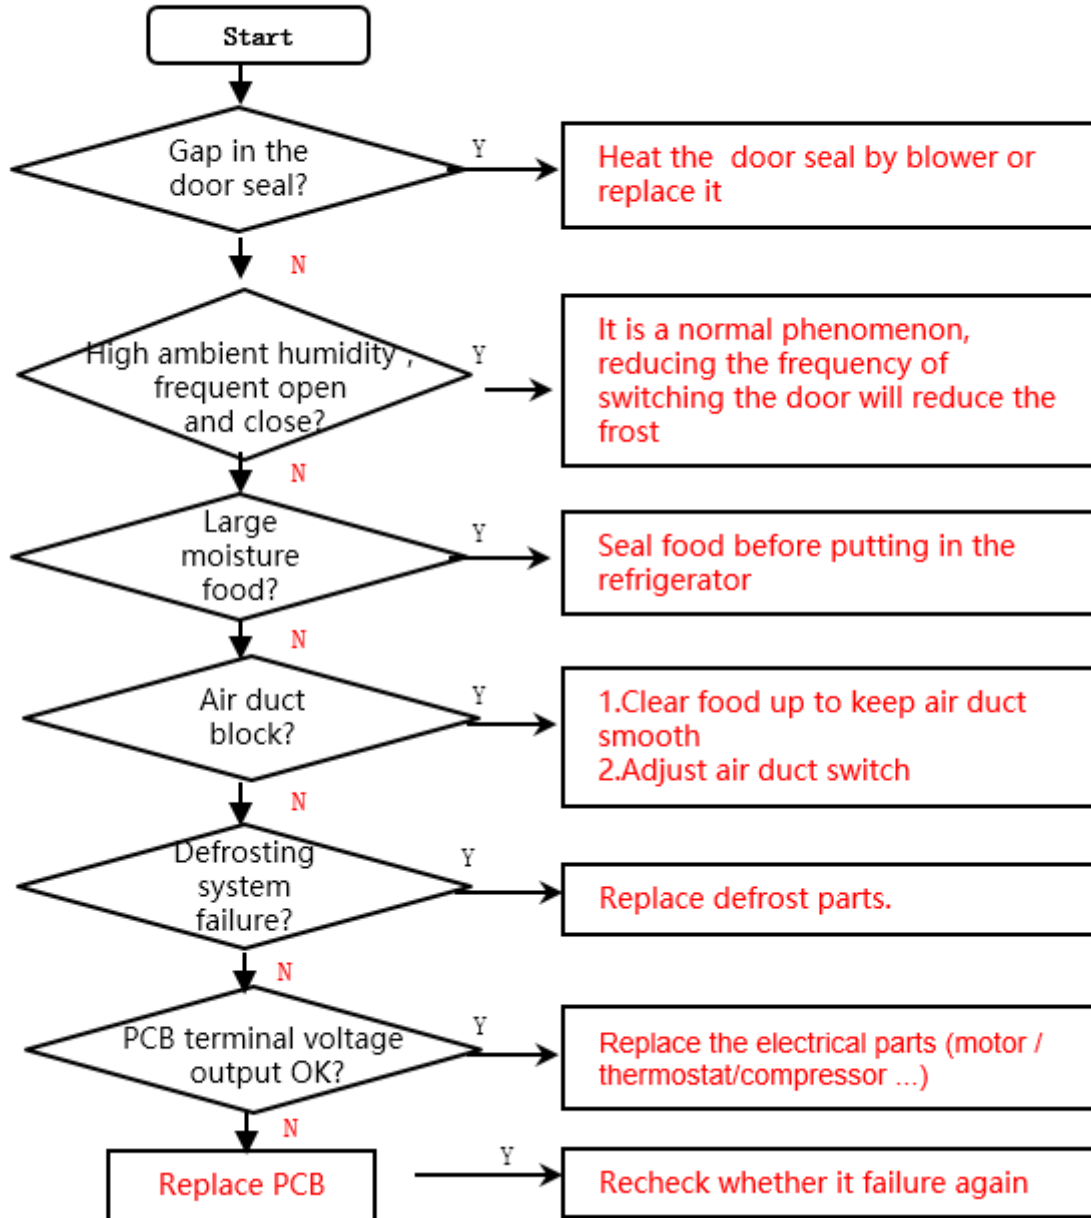 Start
Gap in the
door seal?
Y
Heat the  door seal by blower or
replace it
N
High ambient humidity ,
frequent open
and close?
Y
It is a normal phenomenon,
reducing the frequency of
switching the door will reduce the
frost
N
Large
moisture
food?
Y
Seal food before putting in the
refrigerator
N
Air duct
block?
Y
1.Clear food up to keep air duct
smooth
2.Adjust air duct switch
N
Defrosting
system
failure?
Y
Replace defrost parts.
N
PCB terminal voltage
output OK?
Y
Replace the electrical parts (motor /
thermostat/compressor ...)
N
Replace PCB
Y
Recheck whether it failure again